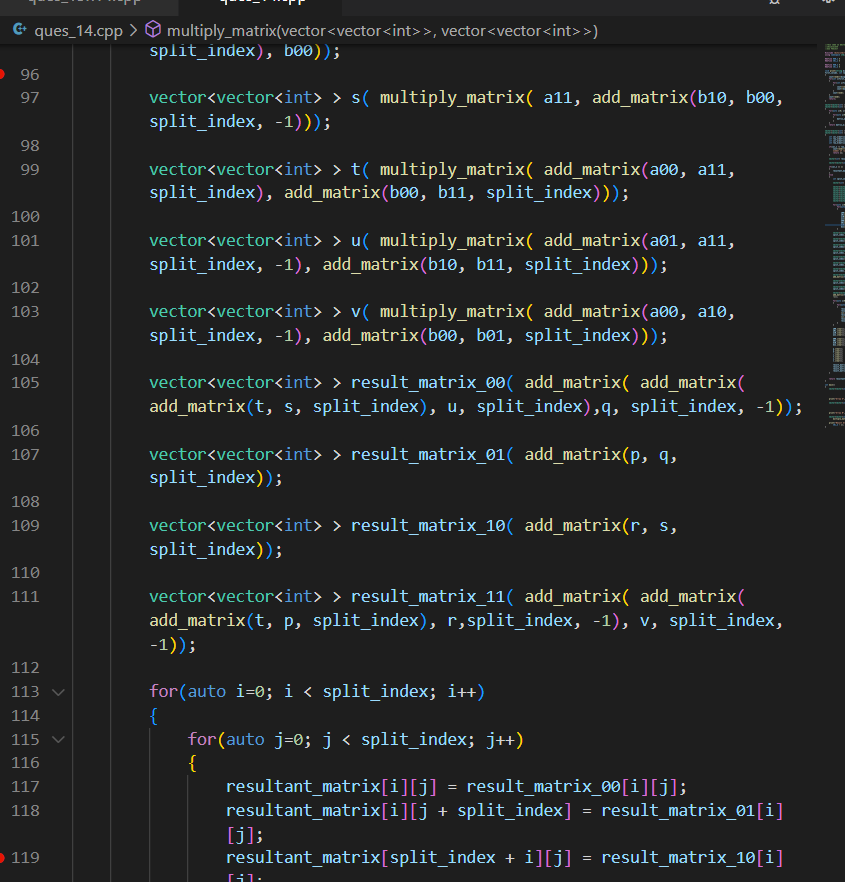 ques_14.cpp > multiply_matrix(vector<vector<int>>, vector<vector<int>>)
split_index), b00));
96
97 vector<vector<int> > s( multiply_matrix( a11, add_matrix(b10, b00,
split_index, -1)));
98
99 vector<vector<int> > t( multiply_matrix( add_matrix(a00, a11,
split_index), add_matrix(b00, b11, split_index)));
100
101 vector<vector<int> > u( multiply_matrix( add_matrix(a01, a11,
split_index, -1), add_matrix(b10, b11, split_index)));
102
103 vector<vector<int> > v( multiply_matrix( add_matrix(a00, a10,
split_index, -1), add_matrix(b00, b01, split_index)));
104
105 vector<vector<int> > result_matrix_00( add_matrix( add_matrix(
add_matrix(t, s, split_index), u, split_index),q, split_index, -1));
106
107 vector<vector<int> > result_matrix_01( add_matrix(p, q,
split_index));
108
109 vector<vector<int> > result_matrix_10( add_matrix(r, s,
split_index));
110
111 vector<vector<int> > result_matrix_11( add_matrix( add_matrix(
add_matrix(t, p, split_index), r,split_index, -1), v, split_index,
-1));
112
113 for(auto i=0; i < split_index; i++)
114 {
115 for(auto j=0; j < split_index; j++)
116 {
117 resultant_matrix[i][j] = result_matrix_00[i][j];
118 resultant_matrix[i][j + split_index] = result_matrix_01[i]
[j];
119 resultant_matrix[split_index + i][j] = result_matrix_10[i]
[j];